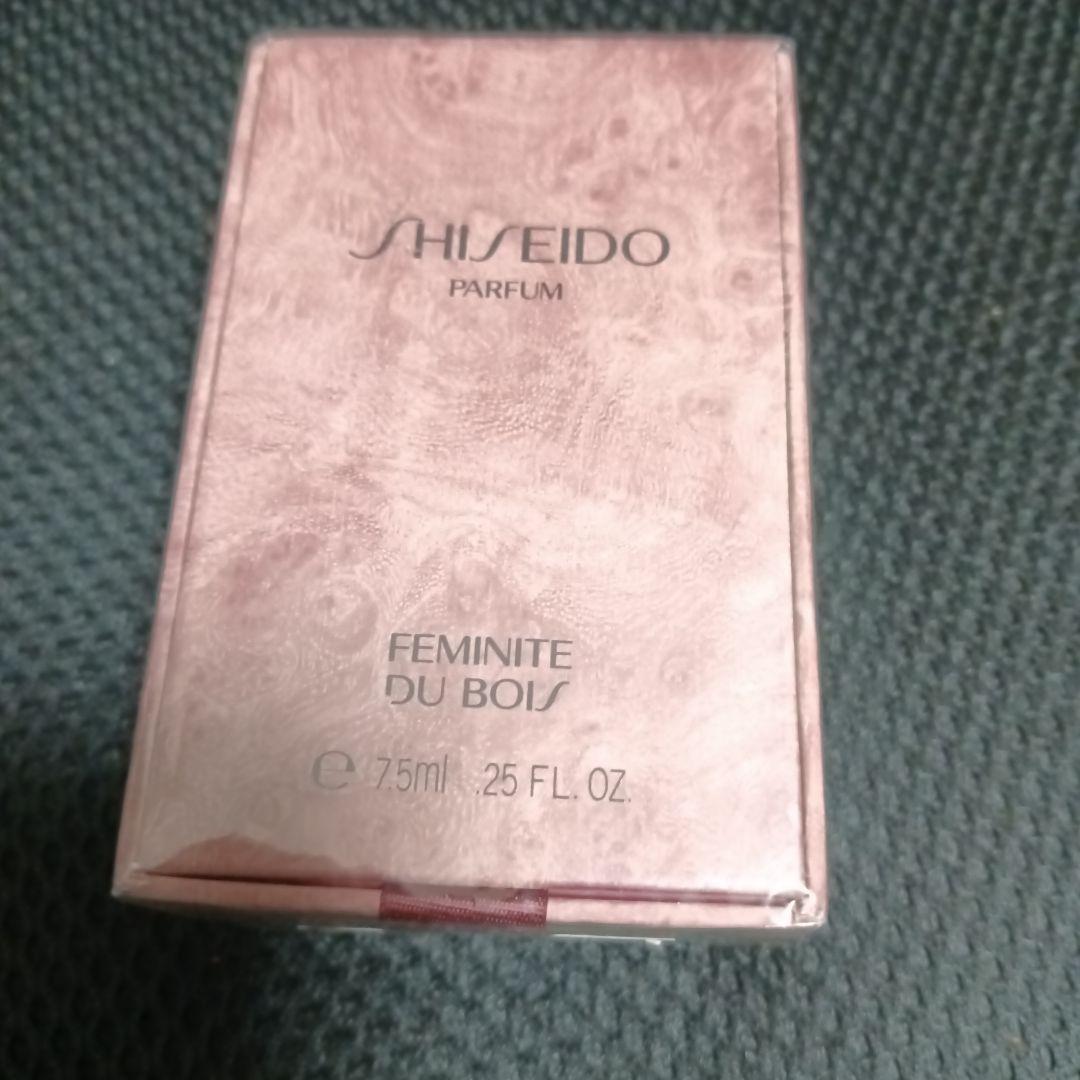 SHISEIDO
PARFUM
FEMINITE
DU BOIS
℮ 7.5ml .25 FL. OZ.